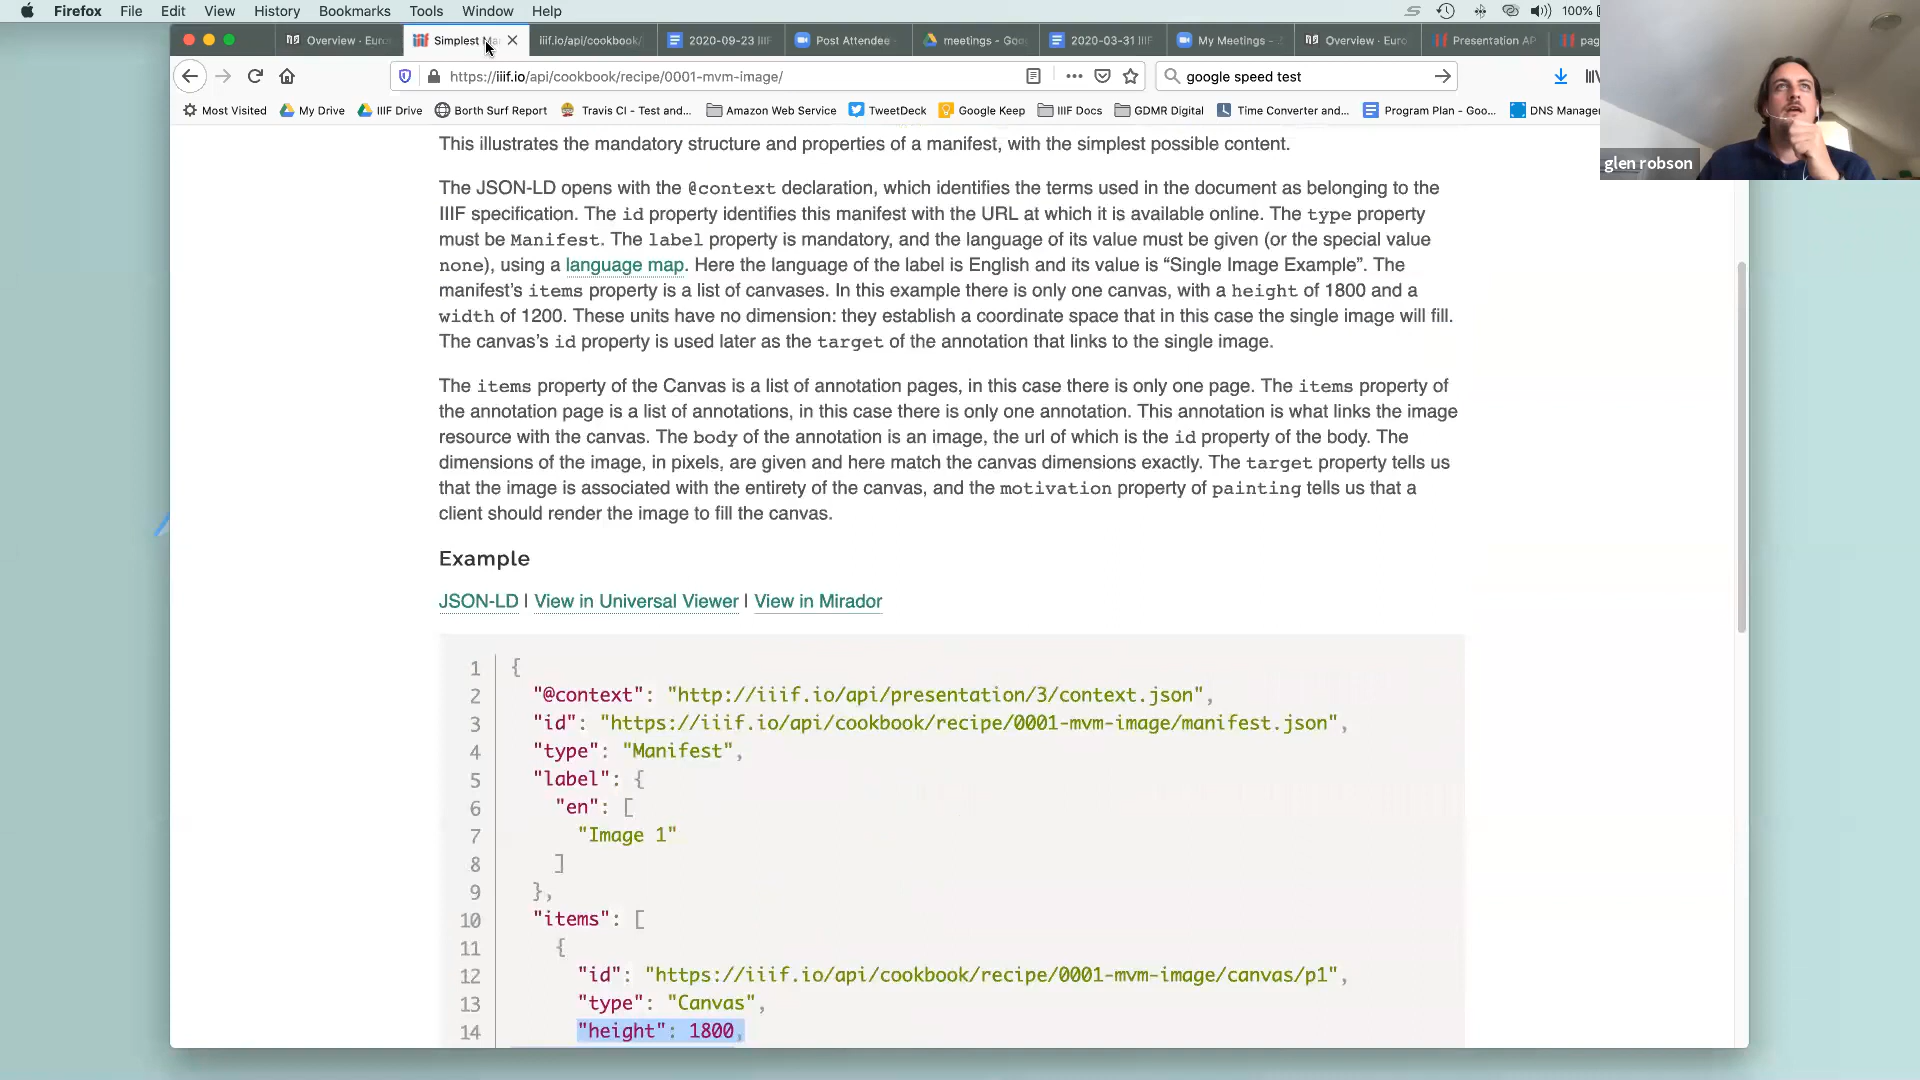 Firefox File Edit View History Bookmarks Tools Window Help 100%
Overview · Euro Simplest Ma iiif.io/api/cookbook/ 2020-09-23 IIIF Post Attendee meetings - Goo 2020-03-31 IIIF My Meetings - Overview · Euro Presentation AP pag
https://iiif.io/api/cookbook/recipe/0001-mvm-image/ google speed test
Most Visited My Drive IIIF Drive Borth Surf Report Travis CI - Test and... Amazon Web Service TweetDeck Google Keep IIIF Docs GDMR Digital Time Converter and... Program Plan - Goo... DNS Manage
glen robson
This illustrates the mandatory structure and properties of a manifest, with the simplest possible content.
The JSON-LD opens with the @context declaration, which identifies the terms used in the document as belonging to the
IIIF specification. The id property identifies this manifest with the URL at which it is available online. The type property
must be Manifest. The label property is mandatory, and the language of its value must be given (or the special value
none), using a language map. Here the language of the label is English and its value is “Single Image Example”. The
manifest’s items property is a list of canvases. In this example there is only one canvas, with a height of 1800 and a
width of 1200. These units have no dimension: they establish a coordinate space that in this case the single image will fill.
The canvas’s id property is used later as the target of the annotation that links to the single image.
The items property of the Canvas is a list of annotation pages, in this case there is only one page. The items property of
the annotation page is a list of annotations, in this case there is only one annotation. This annotation is what links the image
resource with the canvas. The body of the annotation is an image, the url of which is the id property of the body. The
dimensions of the image, in pixels, are given and here match the canvas dimensions exactly. The target property tells us
that the image is associated with the entirety of the canvas, and the motivation property of painting tells us that a
client should render the image to fill the canvas.
Example
JSON-LD | View in Universal Viewer | View in Mirador
1 {
2 "@context": "http://iiif.io/api/presentation/3/context.json",
3 "id": "https://iiif.io/api/cookbook/recipe/0001-mvm-image/manifest.json",
4 "type": "Manifest",
5 "label": {
6 "en": [
7 "Image 1"
8 ]
9 },
10 "items": [
11 {
12 "id": "https://iiif.io/api/cookbook/recipe/0001-mvm-image/canvas/p1",
13 "type": "Canvas",
14 "height": 1800,